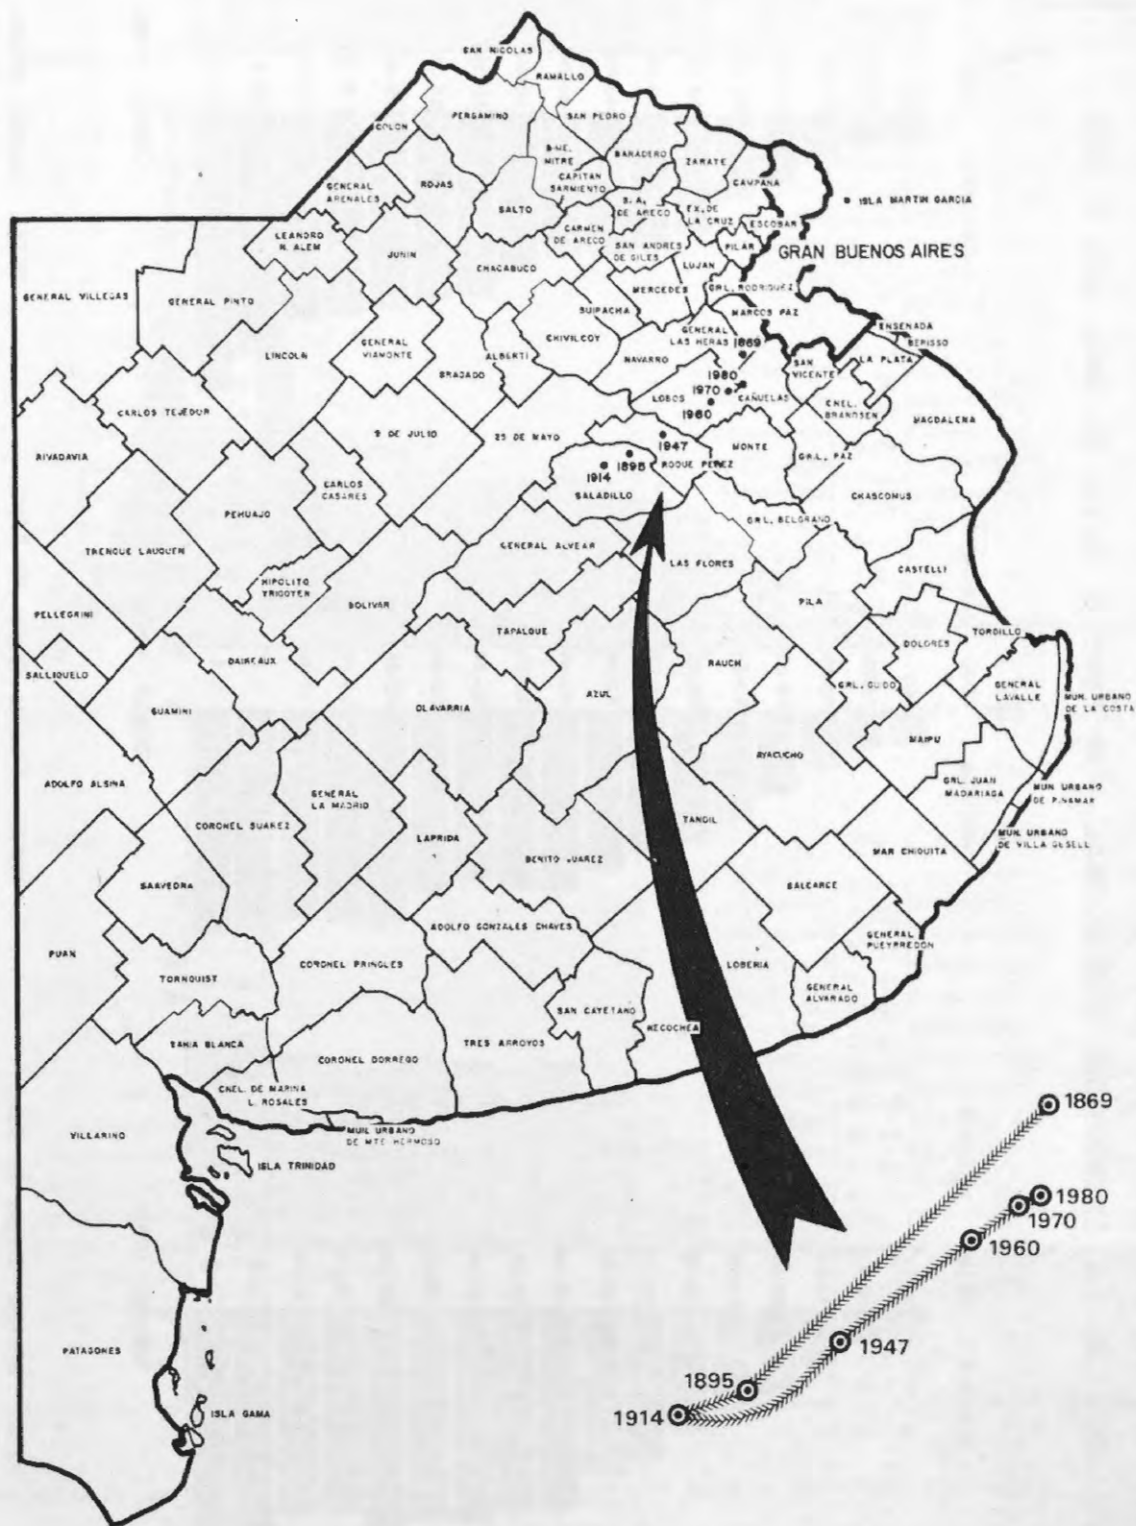 SAN NICOLAS
RAMALLO
COLON
PERGAMINO
SAN PEDRO
B·ME.
MITRE
BARADERO
ZARATE
GENERAL
ARENALES
ROJAS
CAPITAN
SARMIENTO
CAMPANA
SALTO
S. A.
DE ARECO
EX. DE
LA CRUZ
ESCOBAR
ISLA MARTIN GARCIA
LEANDRO
N. ALEM
JUNIN
CARMEN
DE ARECO
SAN ANDRES
DE GILES
PILAR
GRAN BUENOS AIRES
CHACABUCO
LUJAN
GENERAL VILLEGAS
GENERAL PINTO
MERCEDES
GRL. RODRIGUEZ
SUIPACHA
MARCOS PAZ
ENSENADA
BERISSO
LINCOLN
GENERAL
VIAMONTE
CHIVILCOY
GENERAL
LAS HERAS
1869
ALBERTI
NAVARRO
SAN
VICENTE
LA PLATA
BRAGADO
1980
1970
LOBOS
CAÑUELAS
1960
CNEL.
BRANDSEN
CARLOS TEJEDOR
MAGDALENA
9 DE JULIO
25 DE MAYO
1947
MONTE
RIVADAVIA
1895
ROQUE PEREZ
GRL. PAZ
1914
SALADILLO
CARLOS
CASARES
CHASCOMUS
PEHUAJO
GRL. BELGRANO
TRENQUE LAUQUEN
GENERAL ALVEAR
LAS FLORES
CASTELLI
HIPOLITO
YRIGOYEN
PELLEGRINI
BOLIVAR
PILA
TAPALQUE
TORDILLO
DOLORES
SALLIQUELO
DAIREAUX
RAUCH
GUAMINI
AZUL
GRL. GUIDO
GENERAL
LAVALLE
MUN. URBANO
DE LA COSTA
OLAVARRIA
MAIPU
ADOLFO ALSINA
AYACUCHO
GRL. JUAN
MADARIAGA
MUN. URBANO
DE PINAMAR
GENERAL
LA MADRID
CORONEL SUAREZ
LAPRIDA
TANDIL
MUN. URBANO
DE VILLA GESELL
MAR CHIQUITA
BENITO JUAREZ
SAAVEDRA
BALCARCE
ADOLFO GONZALES CHAVES
GENERAL
PUEYRREDON
PUAN
CORONEL PRINGLES
LOBERIA
TORNQUIST
GENERAL
ALVARADO
SAN CAYETANO
NECOCHEA
BAHIA BLANCA
TRES ARROYOS
CORONEL DORREGO
CNEL. DE MARINA
L. ROSALES
MUN. URBANO
DE MTE HERMOSO
VILLARINO
ISLA TRINIDAD
PATAGONES
ISLA GAMA
1869
1980
1970
1960
1947
1895
1914